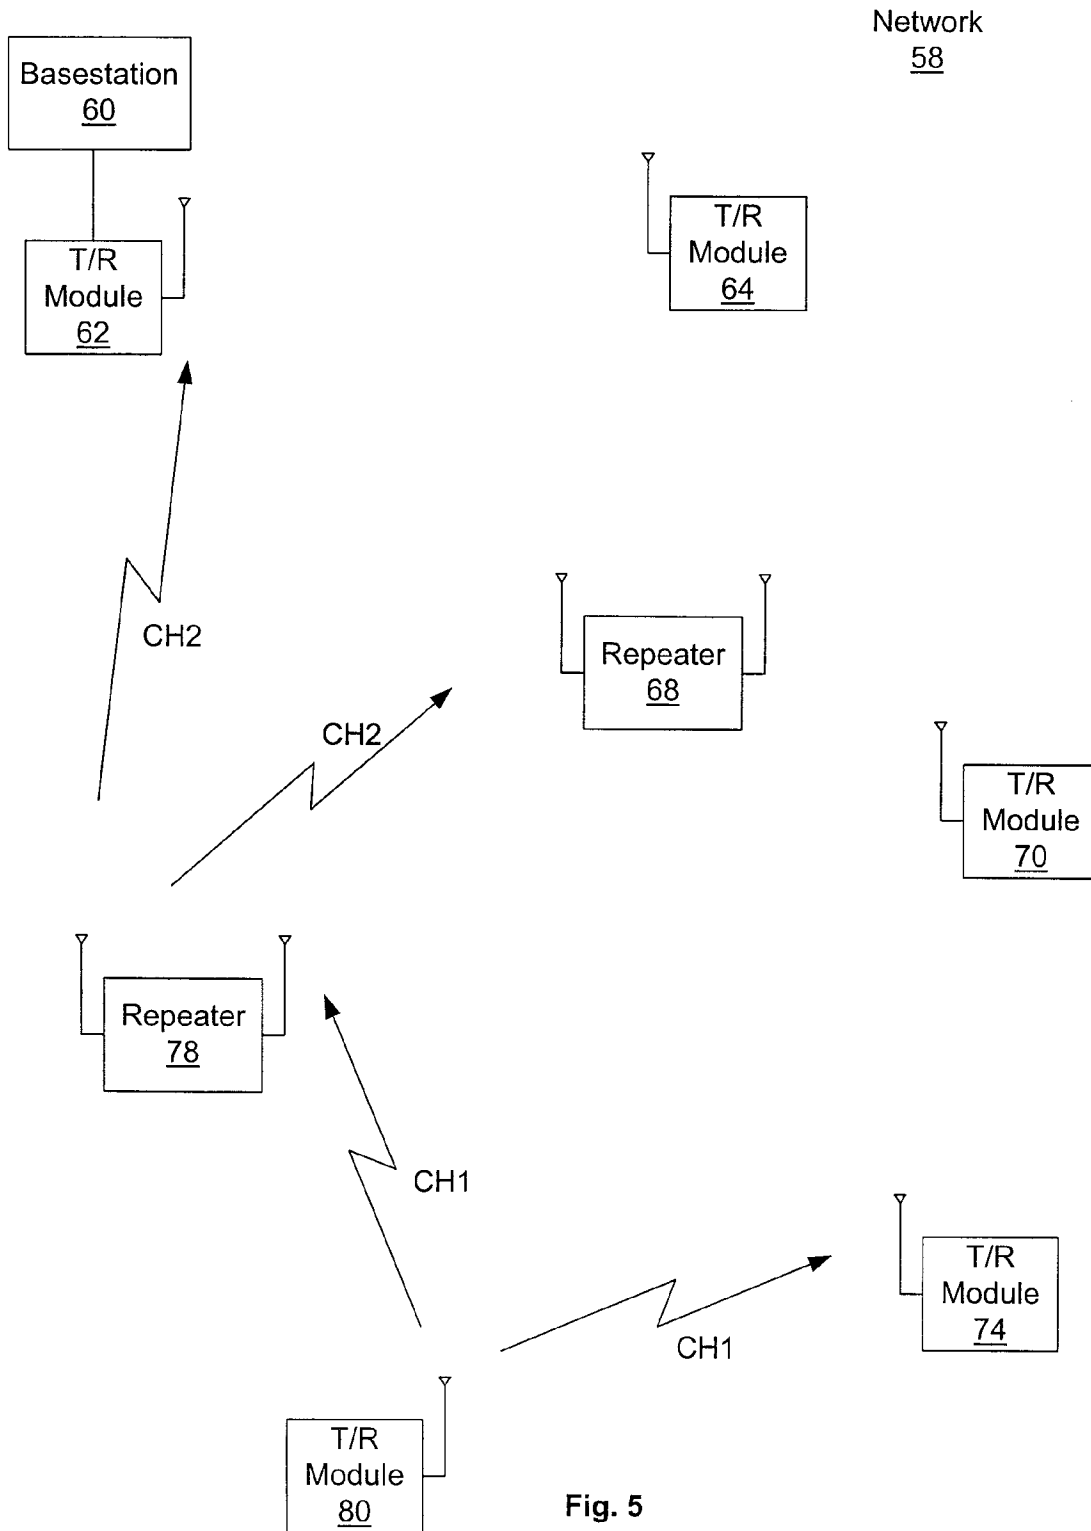 Network
58
Basestation
60
T/R
Module
62
T/R
Module
64
CH2
Repeater
68
CH2
T/R
Module
70
Repeater
78
CH1
T/R
Module
74
CH1
T/R
Module
80
Fig. 5